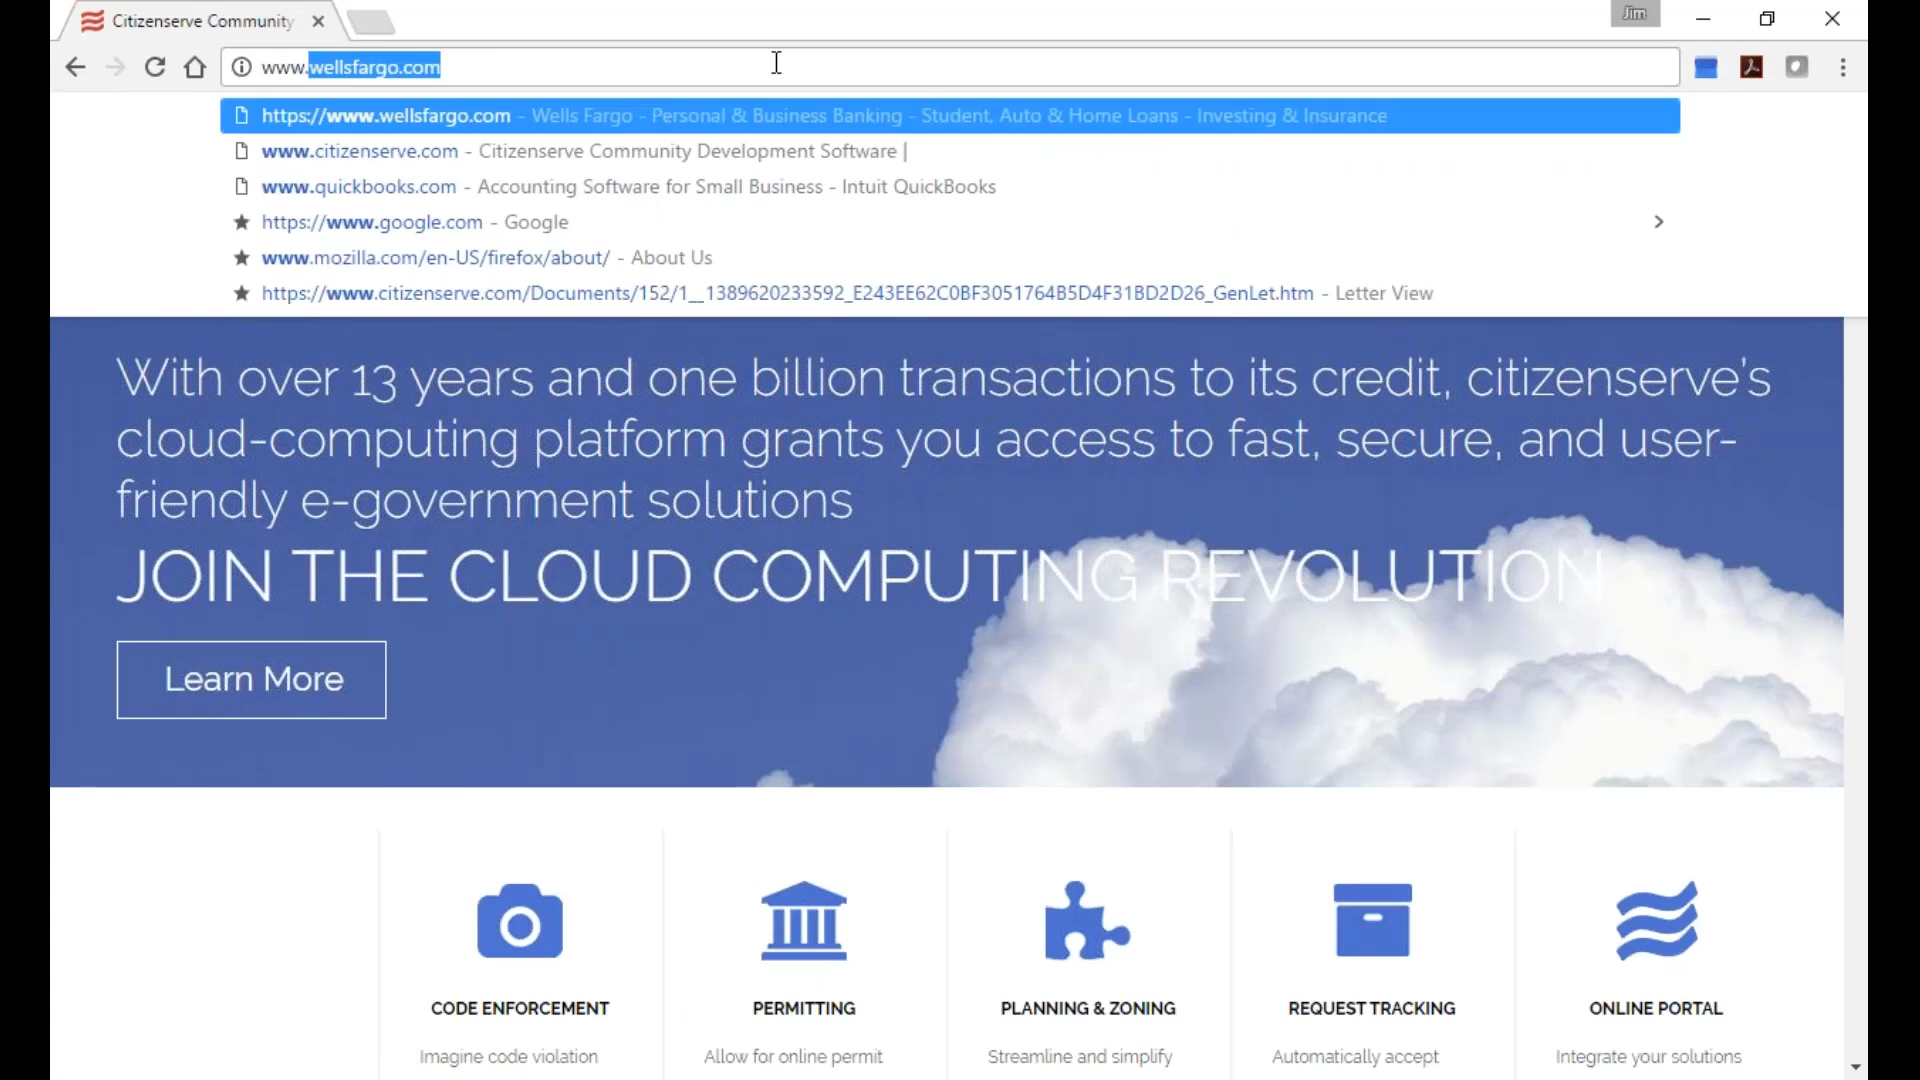 Citizenserve Community
Jim
www.wellsfargo.com
https://www.wellsfargo.com - Wells Fargo - Personal & Business Banking - Student, Auto & Home Loans - Investing & Insurance
www.citizenserve.com - Citizenserve Community Development Software |
www.quickbooks.com - Accounting Software for Small Business - Intuit QuickBooks
https://www.google.com - Google
www.mozilla.com/en-US/firefox/about/ - About Us
https://www.citizenserve.com/Documents/152/1__1389620233592_E243EE62C0BF3051764B5D4F31BD2D26_GenLet.htm - Letter View
With over 13 years and one billion transactions to its credit, citizenserve's
cloud-computing platform grants you access to fast, secure, and user-
friendly e-government solutions
JOIN THE CLOUD COMPUTING REVOLUTION
Learn More
CODE ENFORCEMENT
PERMITTING
PLANNING & ZONING
REQUEST TRACKING
ONLINE PORTAL
Imagine code violation
Allow for online permit
Streamline and simplify
Automatically accept
Integrate your solutions